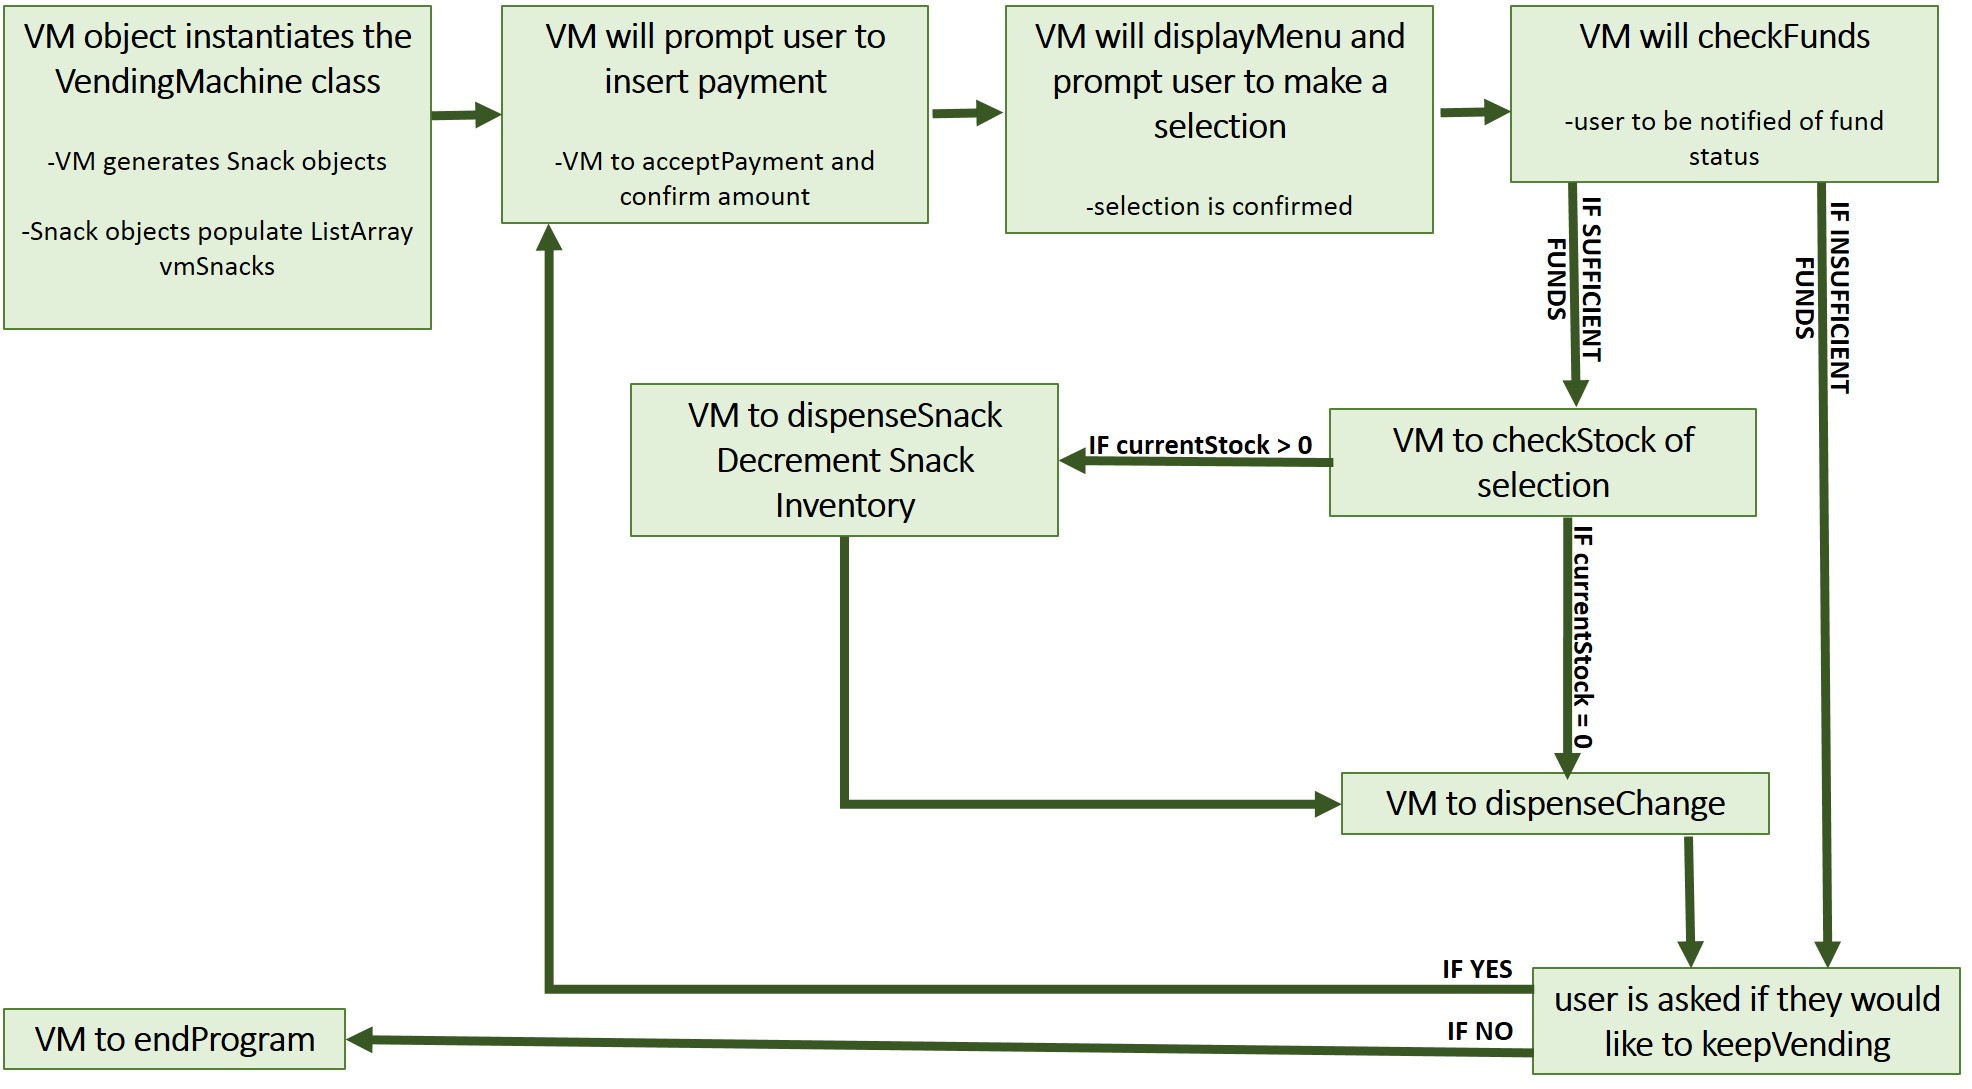 VM object instantiates the
VendingMachine class
-VM generates Snack objects
-Snack objects populate ListArray
vmSnacks
VM will prompt user to
insert payment
-VM to acceptPayment and
confirm amount
VM will displayMenu and
prompt user to make a
selection
-selection is confirmed
VM will checkFunds
-user to be notified of fund
status
IF SUFFICIENT
FUNDS
IF INSUFFICIENT
FUNDS
VM to checkStock of
selection
IF currentStock > 0
VM to dispenseSnack
Decrement Snack
Inventory
IF currentStock = 0
VM to dispenseChange
user is asked if they would
like to keepVending
IF YES
IF NO
VM to endProgram